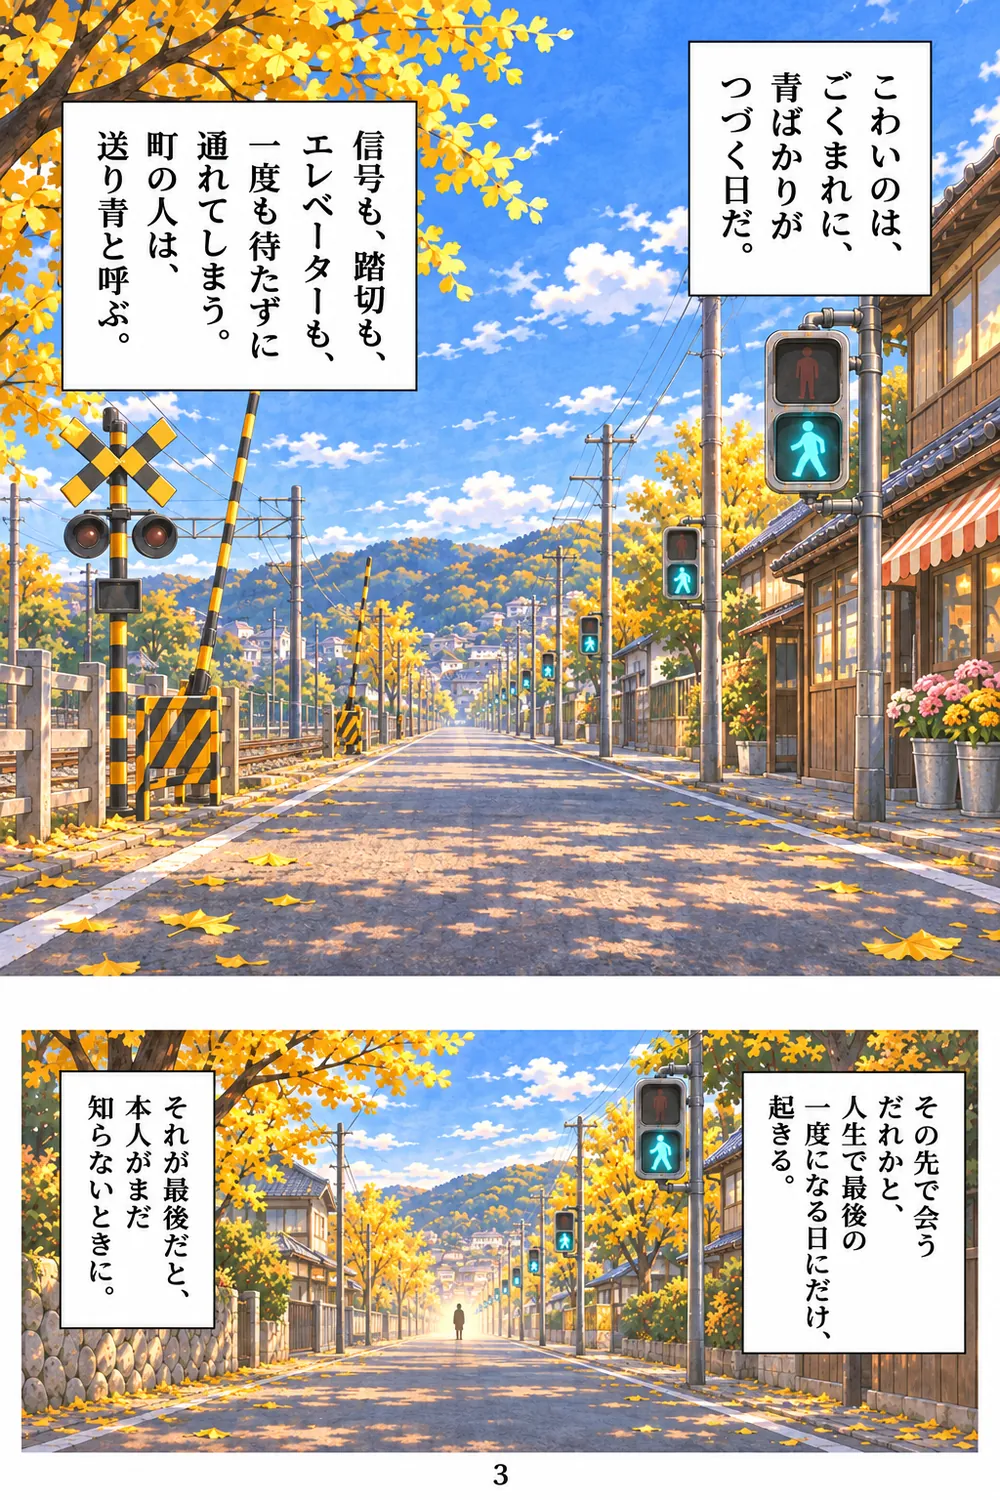 こわいのは、
ごくまれに、
青ばかりが
つづく日だ。
信号も、踏切も、
エレベーターも、
一度も待たずに
通れてしまう。
町の人は、
送り青と呼ぶ。
その先で会う
だれかと、
人生で最後の
一度になる日にだけ、
起きる。
それが最後だと、
本人がまだ
知らないときに。
3